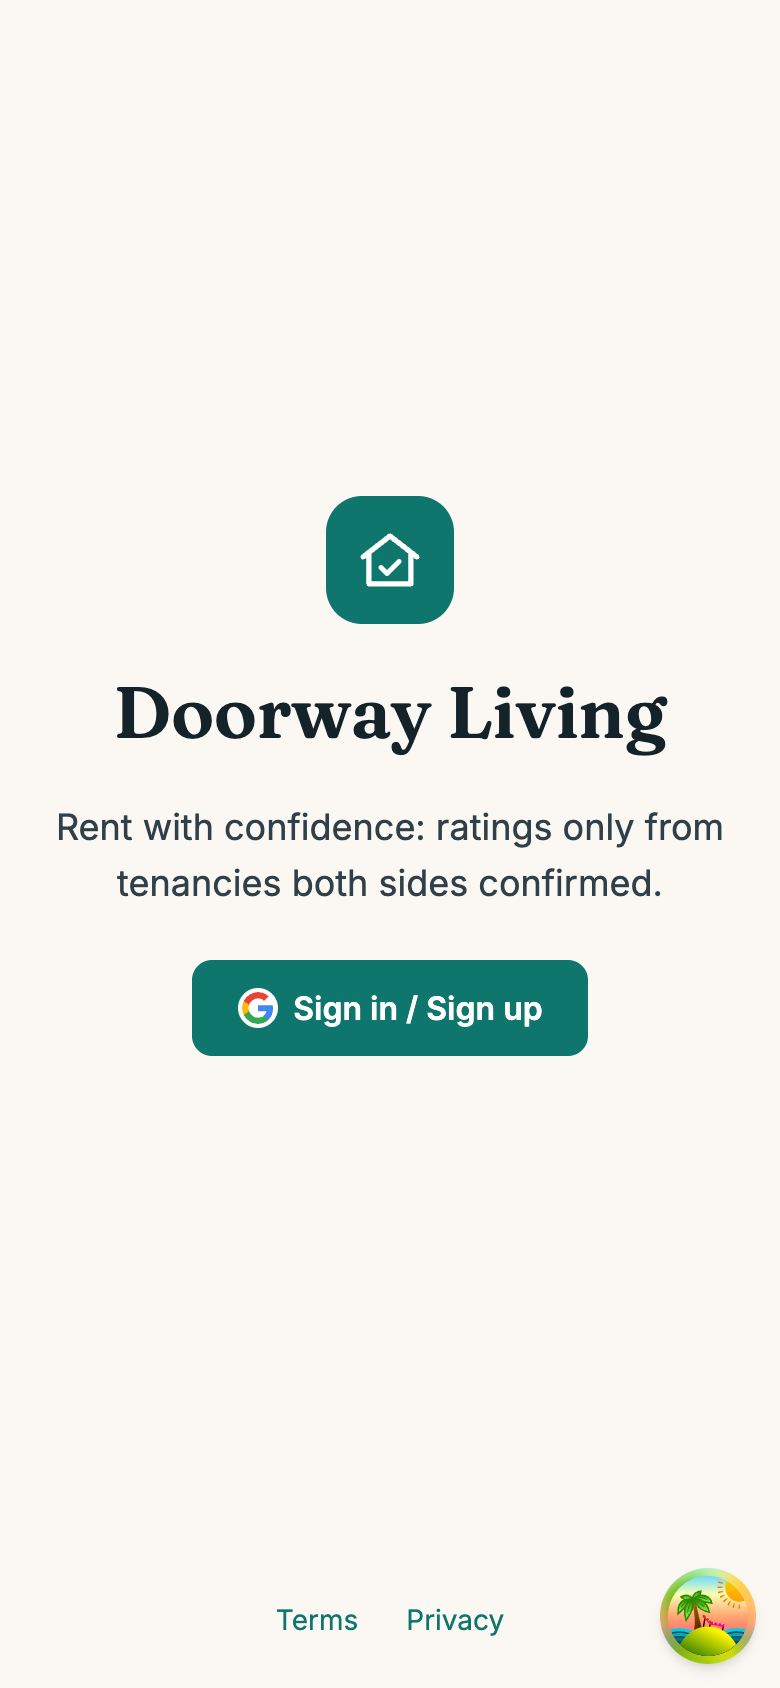 Doorway Living
Rent with confidence: ratings only from
tenancies both sides confirmed.
Sign in / Sign up
Terms Privacy